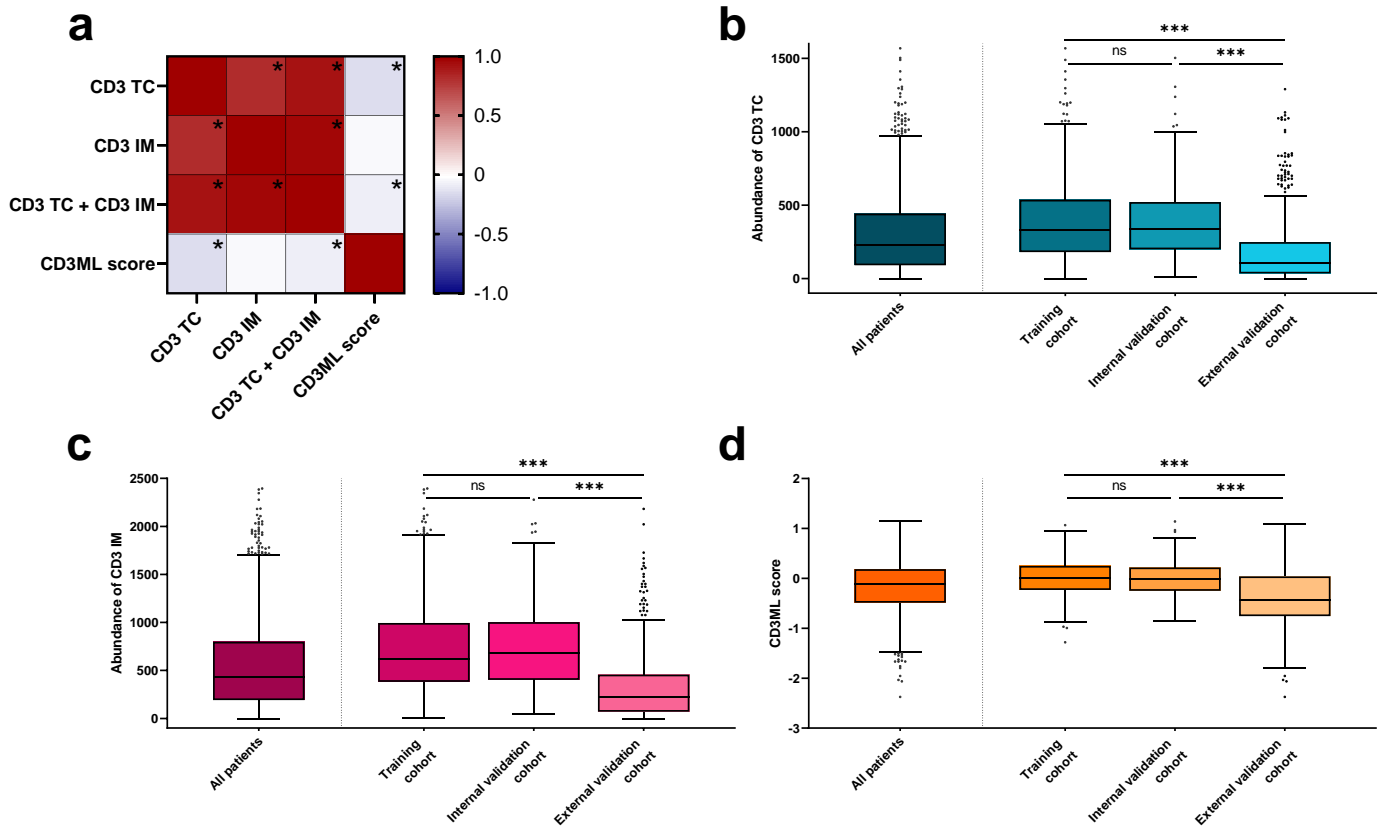 a
CD3 TC
CD3 IM
CD3 TC + CD3 IM
CD3ML score
* * *
*
* * *
* *
CD3 TC
CD3 IM
CD3 TC + CD3 IM
CD3ML score
1.0
0.5
0
-0.5
-1.0
b
***
ns
***
Abundance of CD3 TC
1500
1000
500
0
All patients
Training
cohort
Internal validation
cohort
External validation
cohort
c
***
ns
***
Abundance of CD3 IM
2500
2000
1500
1000
500
0
All patients
Training
cohort
Internal validation
cohort
External validation
cohort
d
***
ns
***
CD3ML score
2
1
0
-1
-2
-3
All patients
Training
cohort
Internal validation
cohort
External validation
cohort